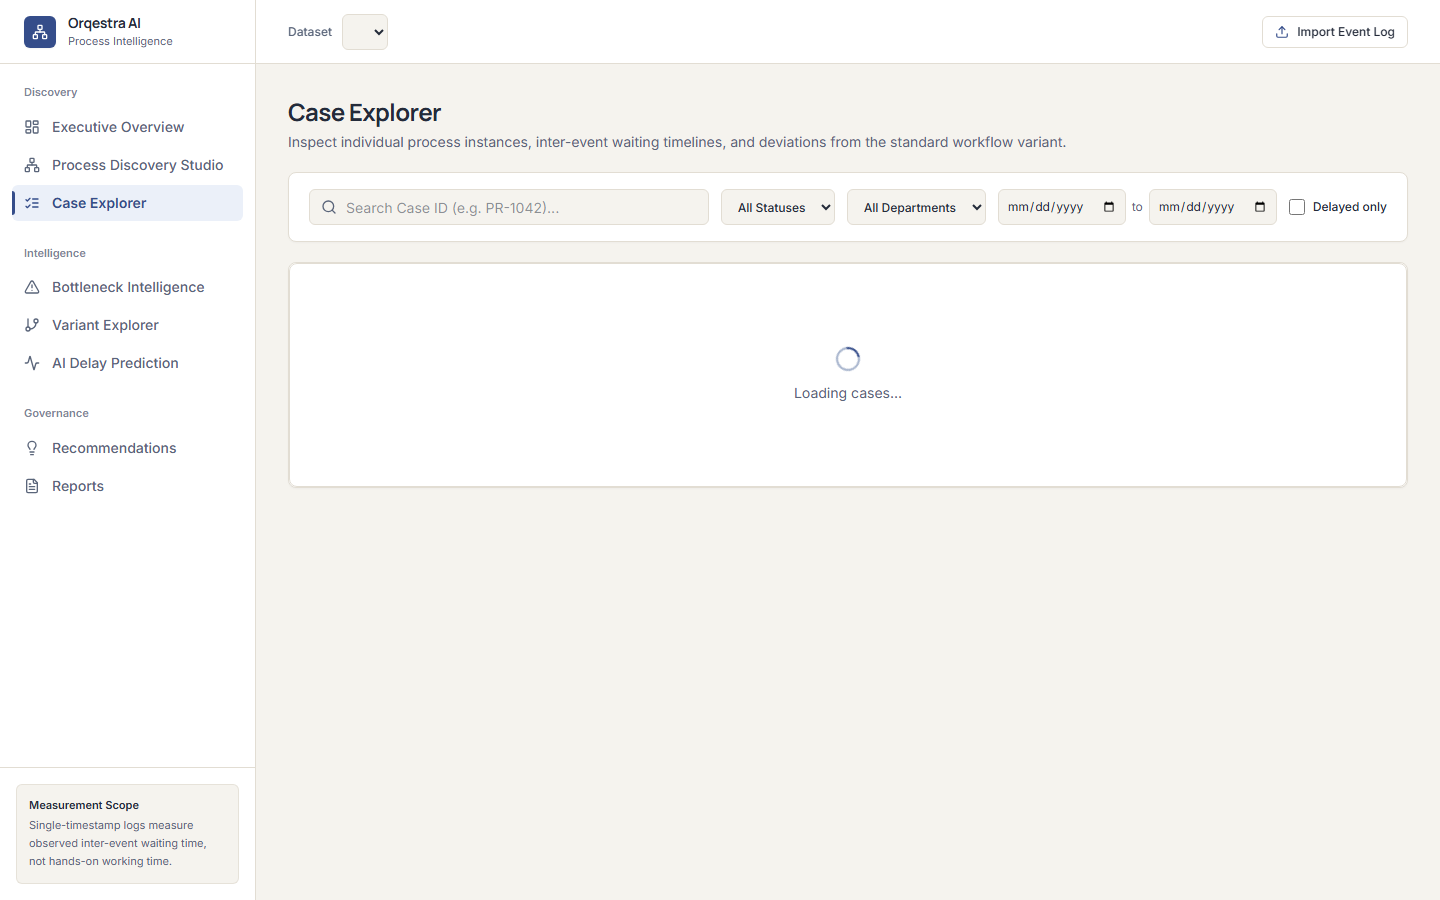 Orqestra AI
Process Intelligence
Dataset
Import Event Log
Discovery
Executive Overview
Process Discovery Studio
Case Explorer
Intelligence
Bottleneck Intelligence
Variant Explorer
AI Delay Prediction
Governance
Recommendations
Reports
Measurement Scope
Single-timestamp logs measure
observed inter-event waiting time,
not hands-on working time.
Case Explorer
Inspect individual process instances, inter-event waiting timelines, and deviations from the standard workflow variant.
Search Case ID (e.g. PR-1042)...
All Statuses
All Departments
mm/dd/yyyy
to
mm/dd/yyyy
Delayed only
Loading cases...